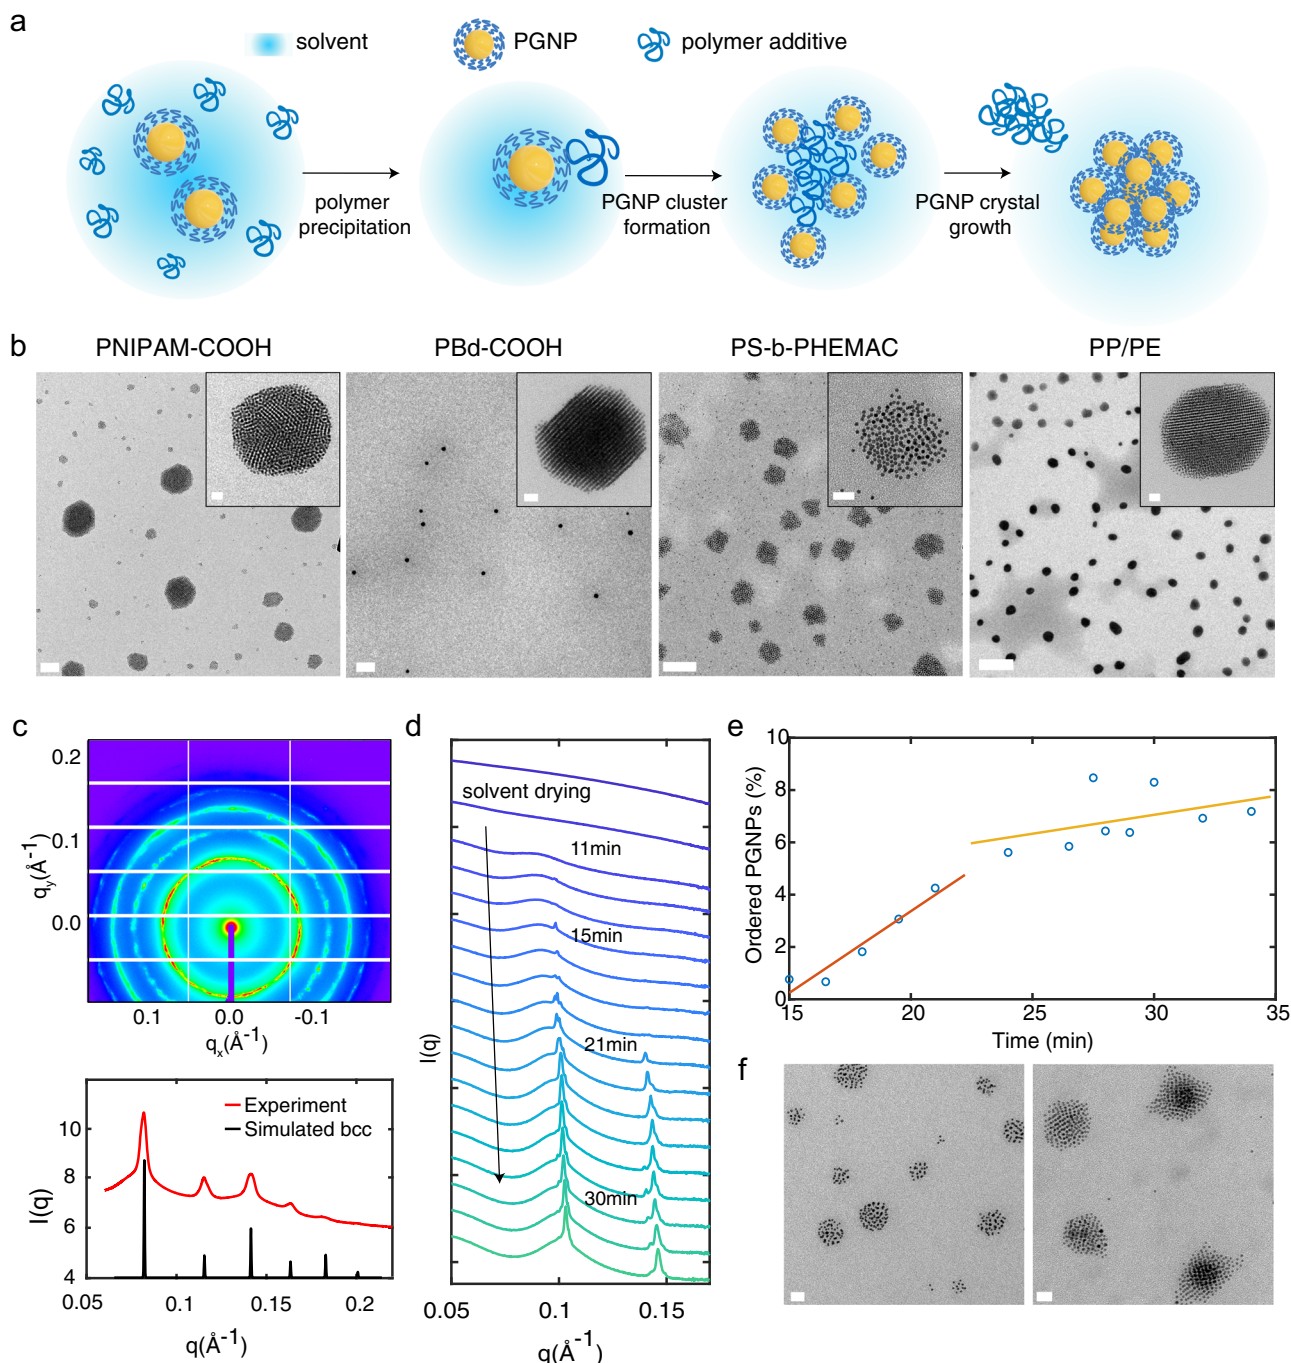 a
solvent
PGNP
polymer additive
polymer
precipitation
PGNP cluster
formation
PGNP crystal
growth
b
PNIPAM-COOH
PBd-COOH
PS-b-PHEMAC
PP/PE
c
0.2
0.1
0.0
q_y(Å^-1)
0.1
0.0
-0.1
q_x(Å^-1)
Experiment
Simulated bcc
10
8
6
4
I(q)
0.05
0.1
0.15
0.2
q(Å^-1)
d
solvent drying
11min
15min
21min
30min
I(q)
0.05
0.1
0.15
q(Å^-1)
e
10
8
6
4
2
0
Ordered PGNPs (%)
15
20
25
30
35
Time (min)
f